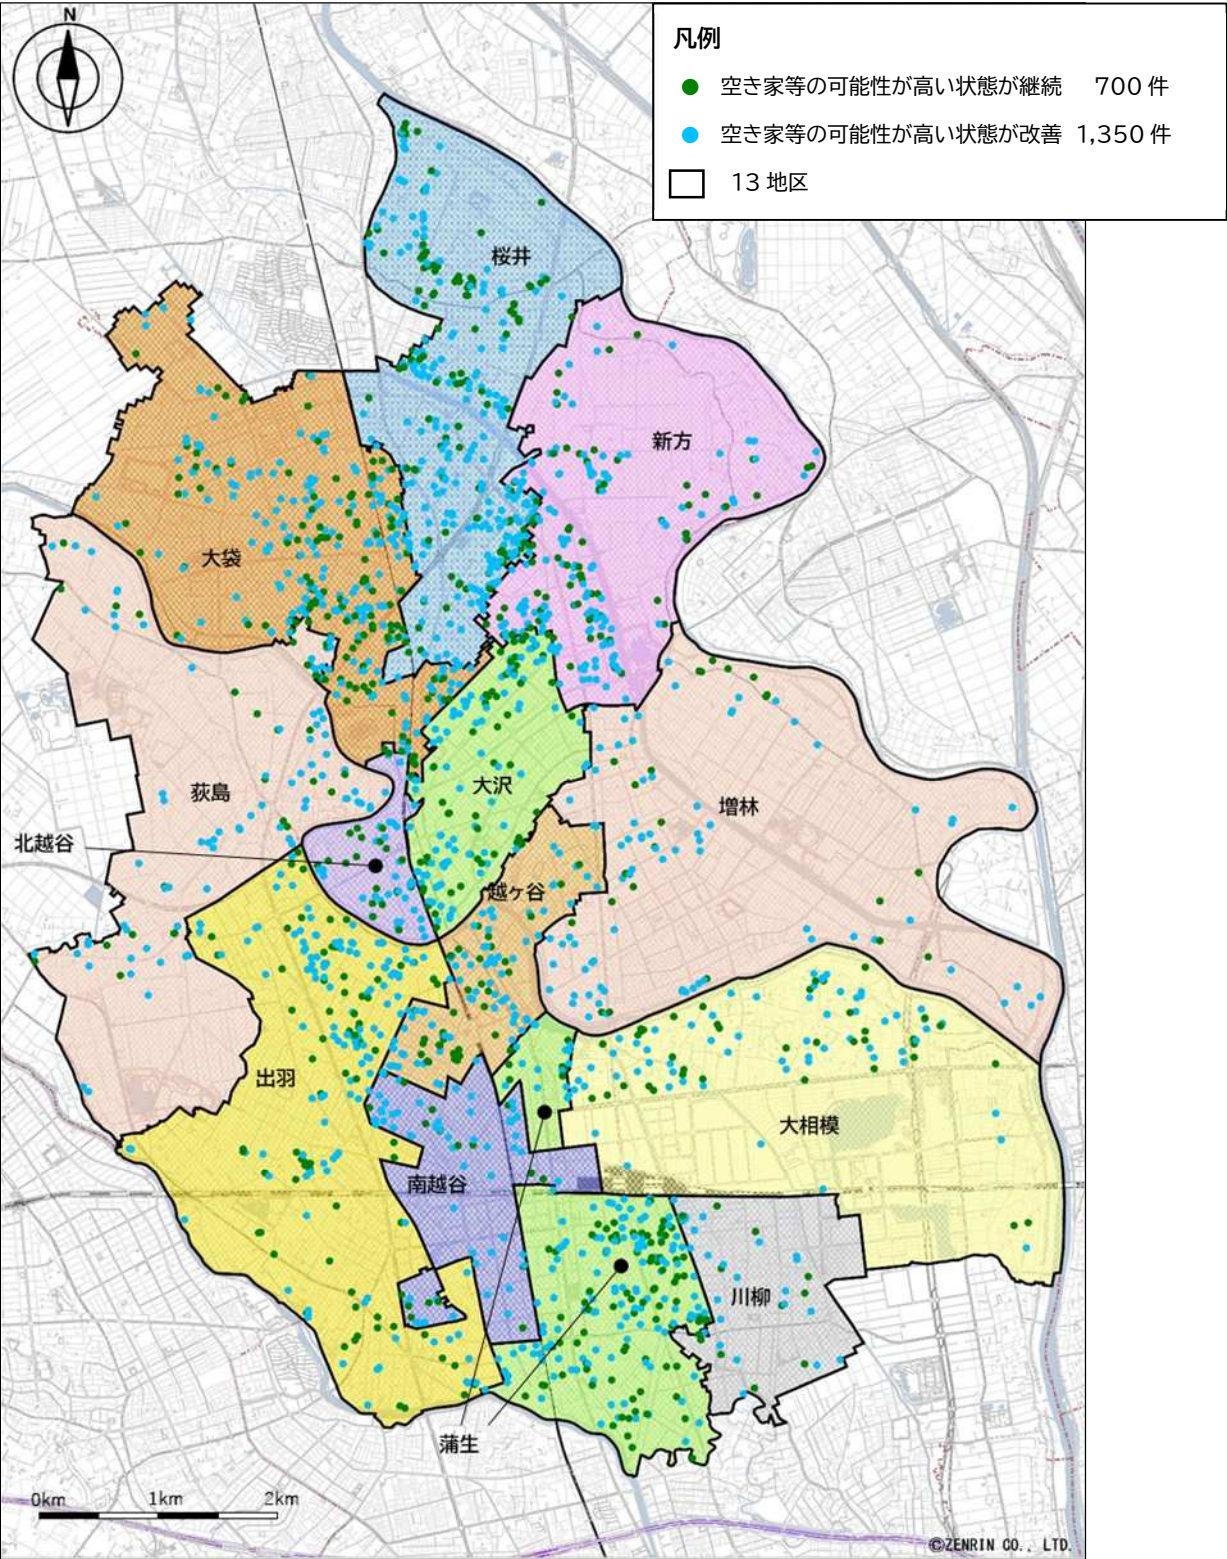 N
凡例
空き家等の可能性が高い状態が継続 700 件
空き家等の可能性が高い状態が改善 1,350 件
13 地区
桜井
新方
大袋
荻島
大沢
増林
北越谷
越ヶ谷
出羽
大相模
南越谷
川柳
蒲生
0km 1km 2km
©ZENRIN CO., LTD.